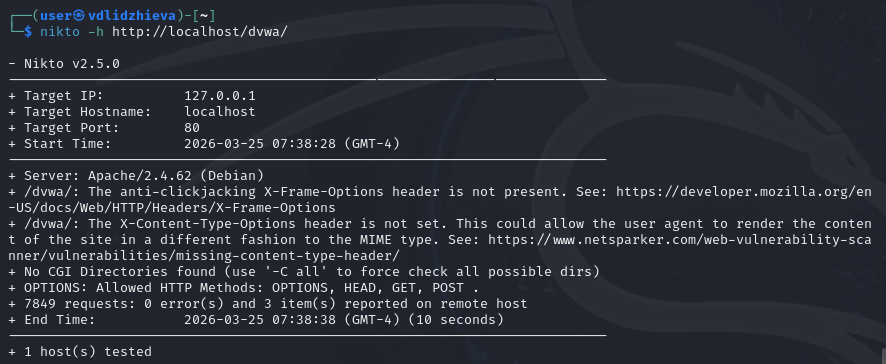 ┌──(user㉿vdlidzhieva)-[~]
└─$ nikto -h http://localhost/dvwa/
- Nikto v2.5.0
---------------------------------------------------------------------------
+ Target IP:          127.0.0.1
+ Target Hostname:    localhost
+ Target Port:        80
+ Start Time:         2026-03-25 07:38:28 (GMT-4)
---------------------------------------------------------------------------
+ Server: Apache/2.4.62 (Debian)
+ /dvwa/: The anti-clickjacking X-Frame-Options header is not present. See: https://developer.mozilla.org/en
-US/docs/Web/HTTP/Headers/X-Frame-Options
+ /dvwa/: The X-Content-Type-Options header is not set. This could allow the user agent to render the conten
t of the site in a different fashion to the MIME type. See: https://www.netsparker.com/web-vulnerability-sca
nner/vulnerabilities/missing-content-type-header/
+ No CGI Directories found (use '-C all' to force check all possible dirs)
+ OPTIONS: Allowed HTTP Methods: OPTIONS, HEAD, GET, POST .
+ 7849 requests: 0 error(s) and 3 item(s) reported on remote host
+ End Time:           2026-03-25 07:38:38 (GMT-4) (10 seconds)
---------------------------------------------------------------------------
+ 1 host(s) tested